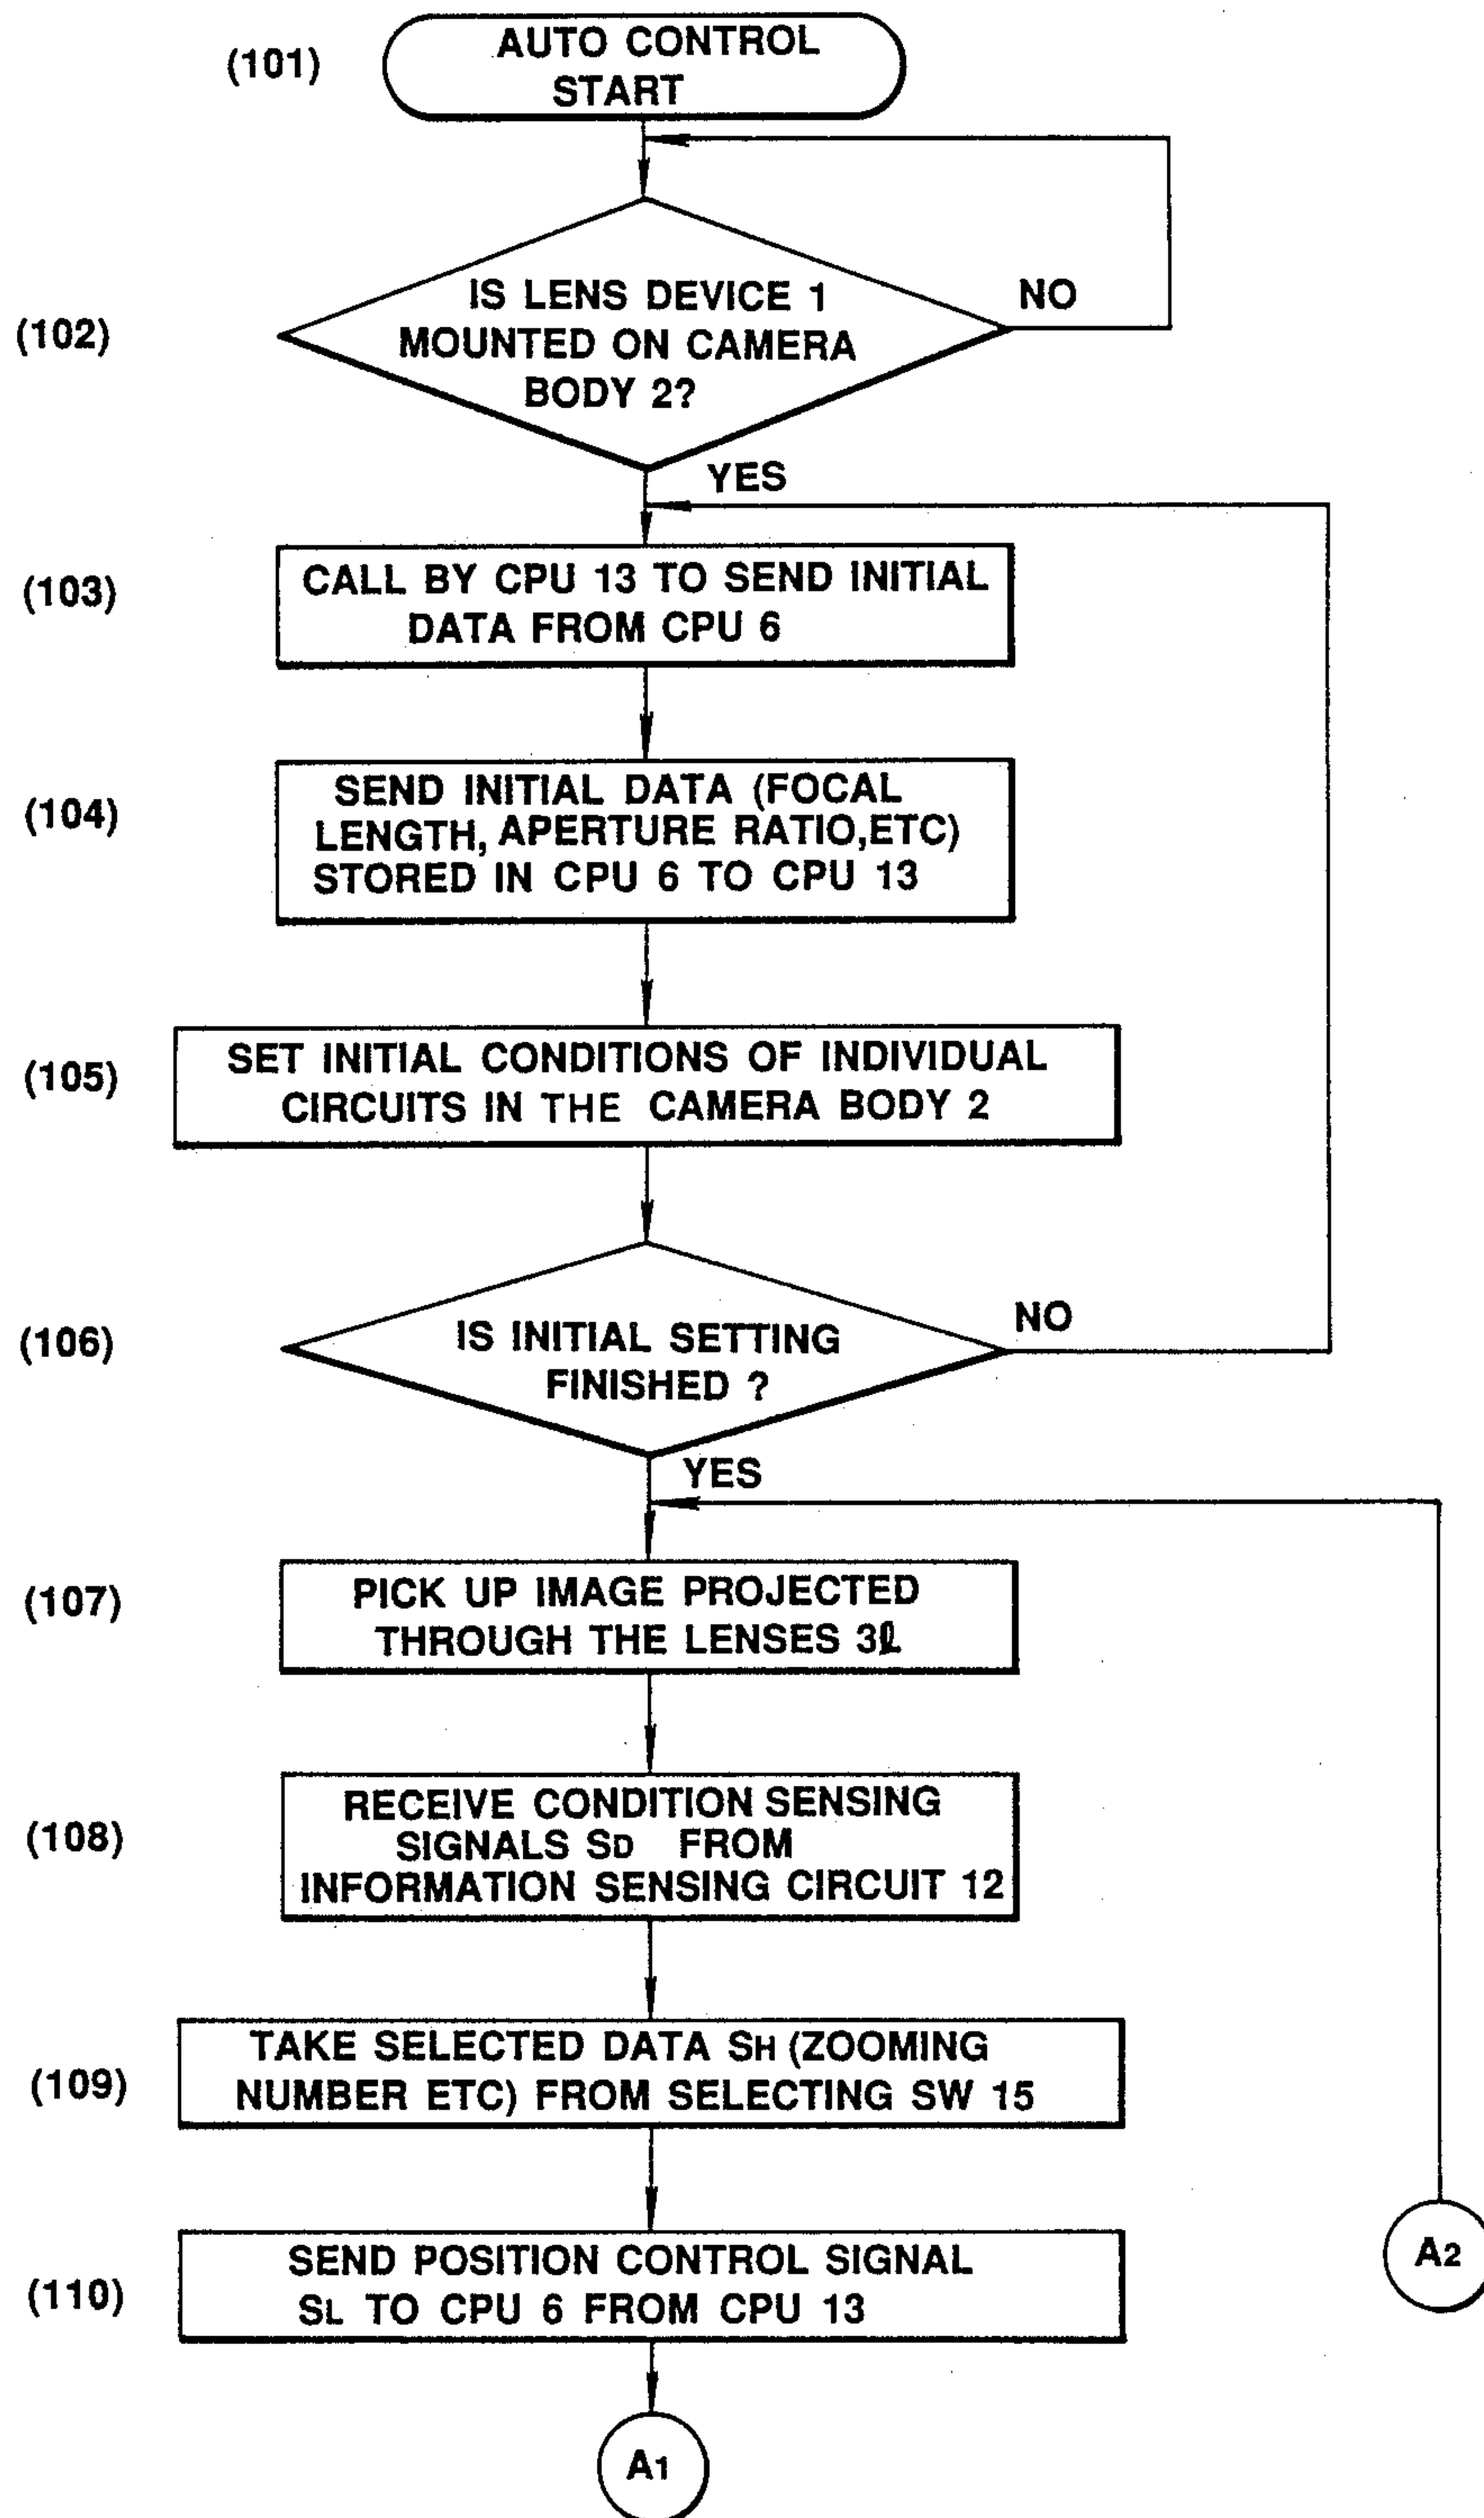 (101)
AUTO CONTROL
START
(102)
IS LENS DEVICE 1
MOUNTED ON CAMERA
BODY 2?
NO
YES
(103)
CALL BY CPU 13 TO SEND INITIAL
DATA FROM CPU 6
(104)
SEND INITIAL DATA (FOCAL
LENGTH, APERTURE RATIO,ETC)
STORED IN CPU 6 TO CPU 13
(105)
SET INITIAL CONDITIONS OF INDIVIDUAL
CIRCUITS IN THE CAMERA BODY 2
(106)
IS INITIAL SETTING
FINISHED ?
NO
YES
(107)
PICK UP IMAGE PROJECTED
THROUGH THE LENSES 3ℓ
(108)
RECEIVE CONDITION SENSING
SIGNALS SD FROM
INFORMATION SENSING CIRCUIT 12
(109)
TAKE SELECTED DATA SH (ZOOMING
NUMBER ETC) FROM SELECTING SW 15
(110)
SEND POSITION CONTROL SIGNAL
SL TO CPU 6 FROM CPU 13
A2
A1